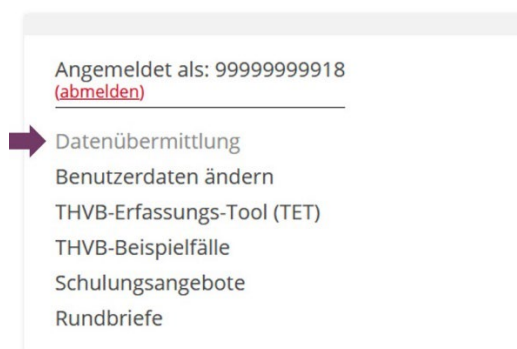 Angemeldet als: 99999999918
(abmelden)
Datenübermittlung
Benutzerdaten ändern
THVB-Erfassungs-Tool (TET)
THVB-Beispielfälle
Schulungsangebote
Rundbriefe